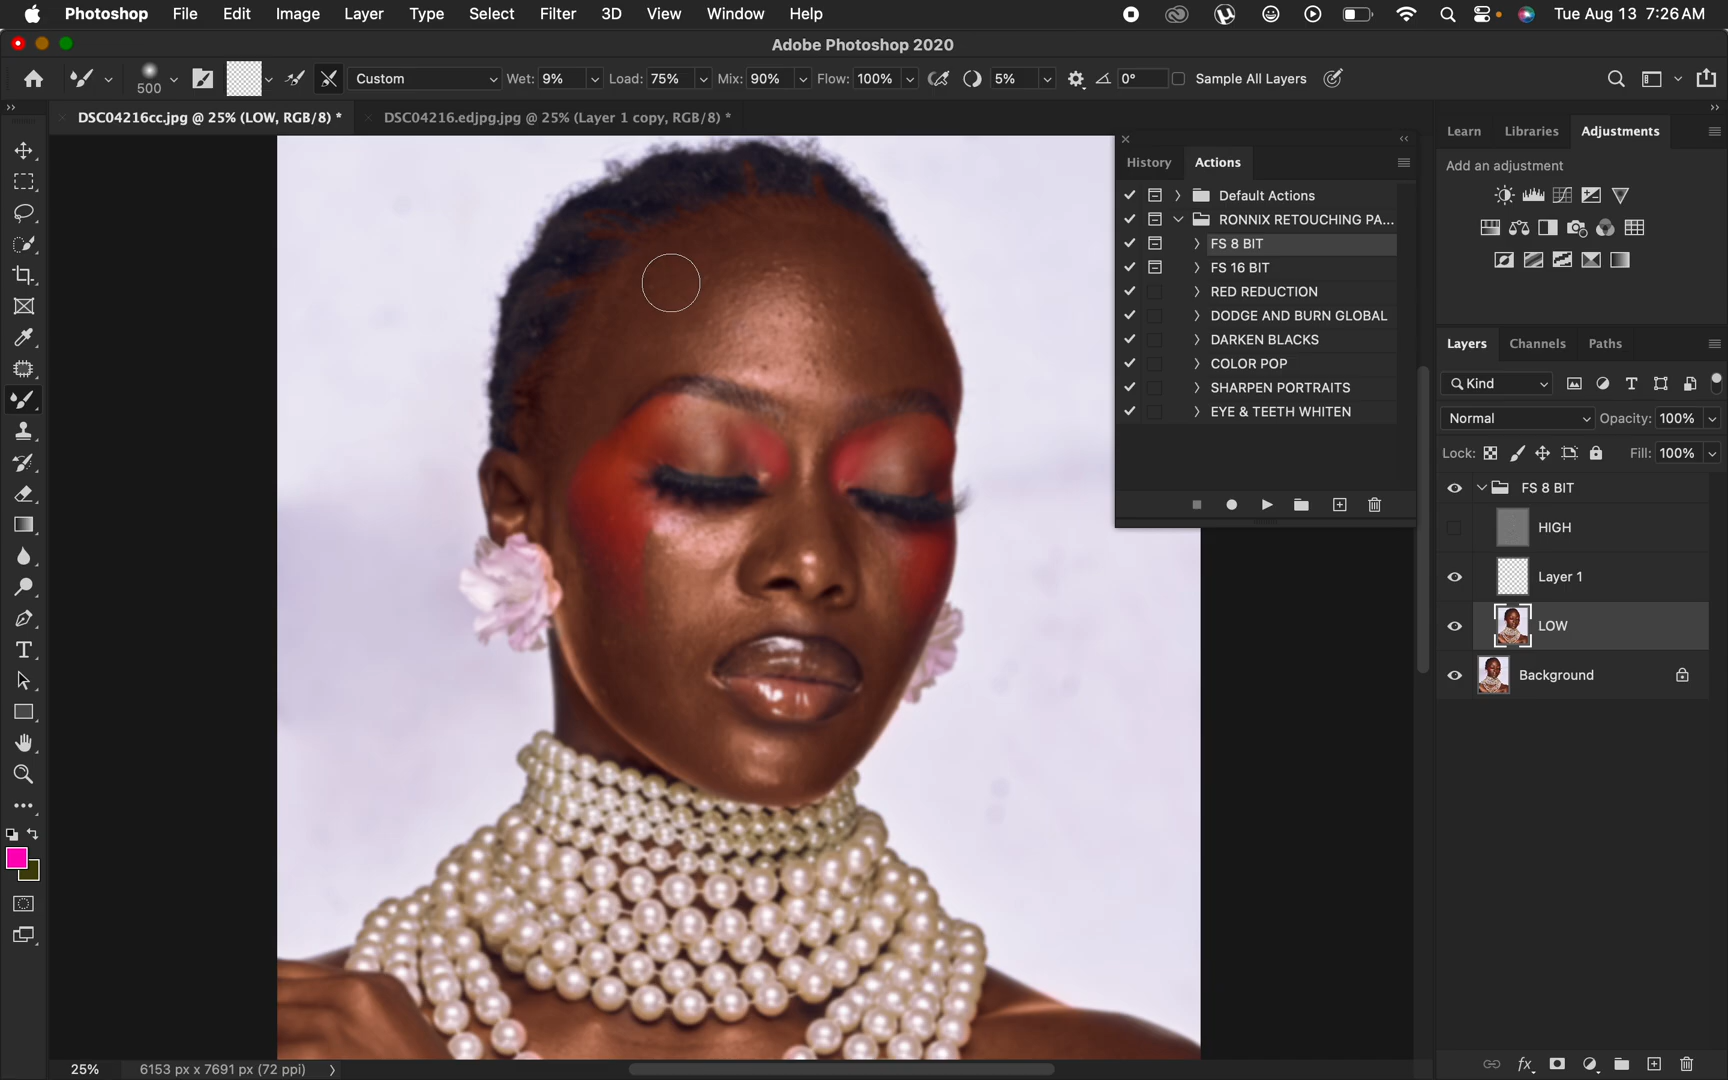 Photoshop File Edit Image Layer Type Select Filter 3D View Window Help Tue Aug 13 7:26 AM
Adobe Photoshop 2020
500 Custom Wet: 9% Load: 75% Mix: 90% Flow: 100% 5% 0° Sample All Layers
DSC04216cc.jpg @ 25% (LOW, RGB/8) * DSC04216.edjpg.jpg @ 25% (Layer 1 copy, RGB/8) *
Learn Libraries Adjustments
Add an adjustment
History Actions
Default Actions
RONNIX RETOUCHING PA...
FS 8 BIT
FS 16 BIT
RED REDUCTION
DODGE AND BURN GLOBAL
DARKEN BLACKS
COLOR POP
SHARPEN PORTRAITS
EYE & TEETH WHITEN
Layers Channels Paths
Kind
Normal Opacity: 100%
Lock: Fill: 100%
FS 8 BIT
HIGH
Layer 1
LOW
Background
25% 6153 px x 7691 px (72 ppi)